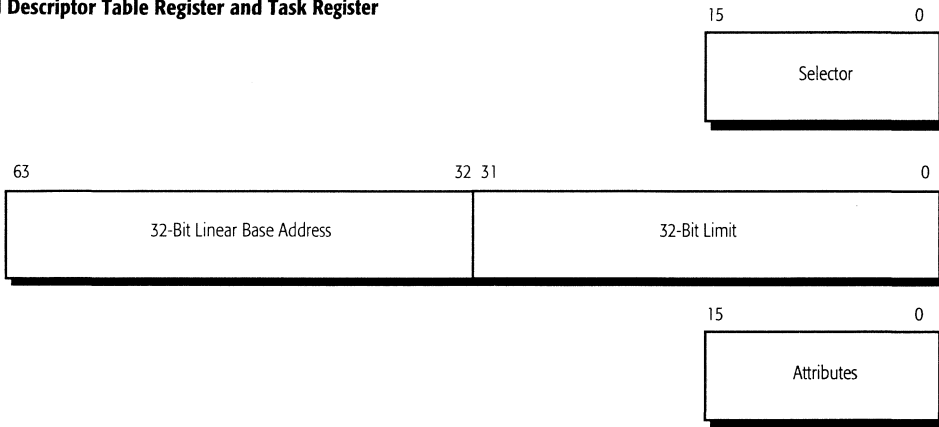 Descriptor Table Register and Task Register
15 0
Selector
63 32 31 0
32-Bit Linear Base Address 32-Bit Limit
15 0
Attributes